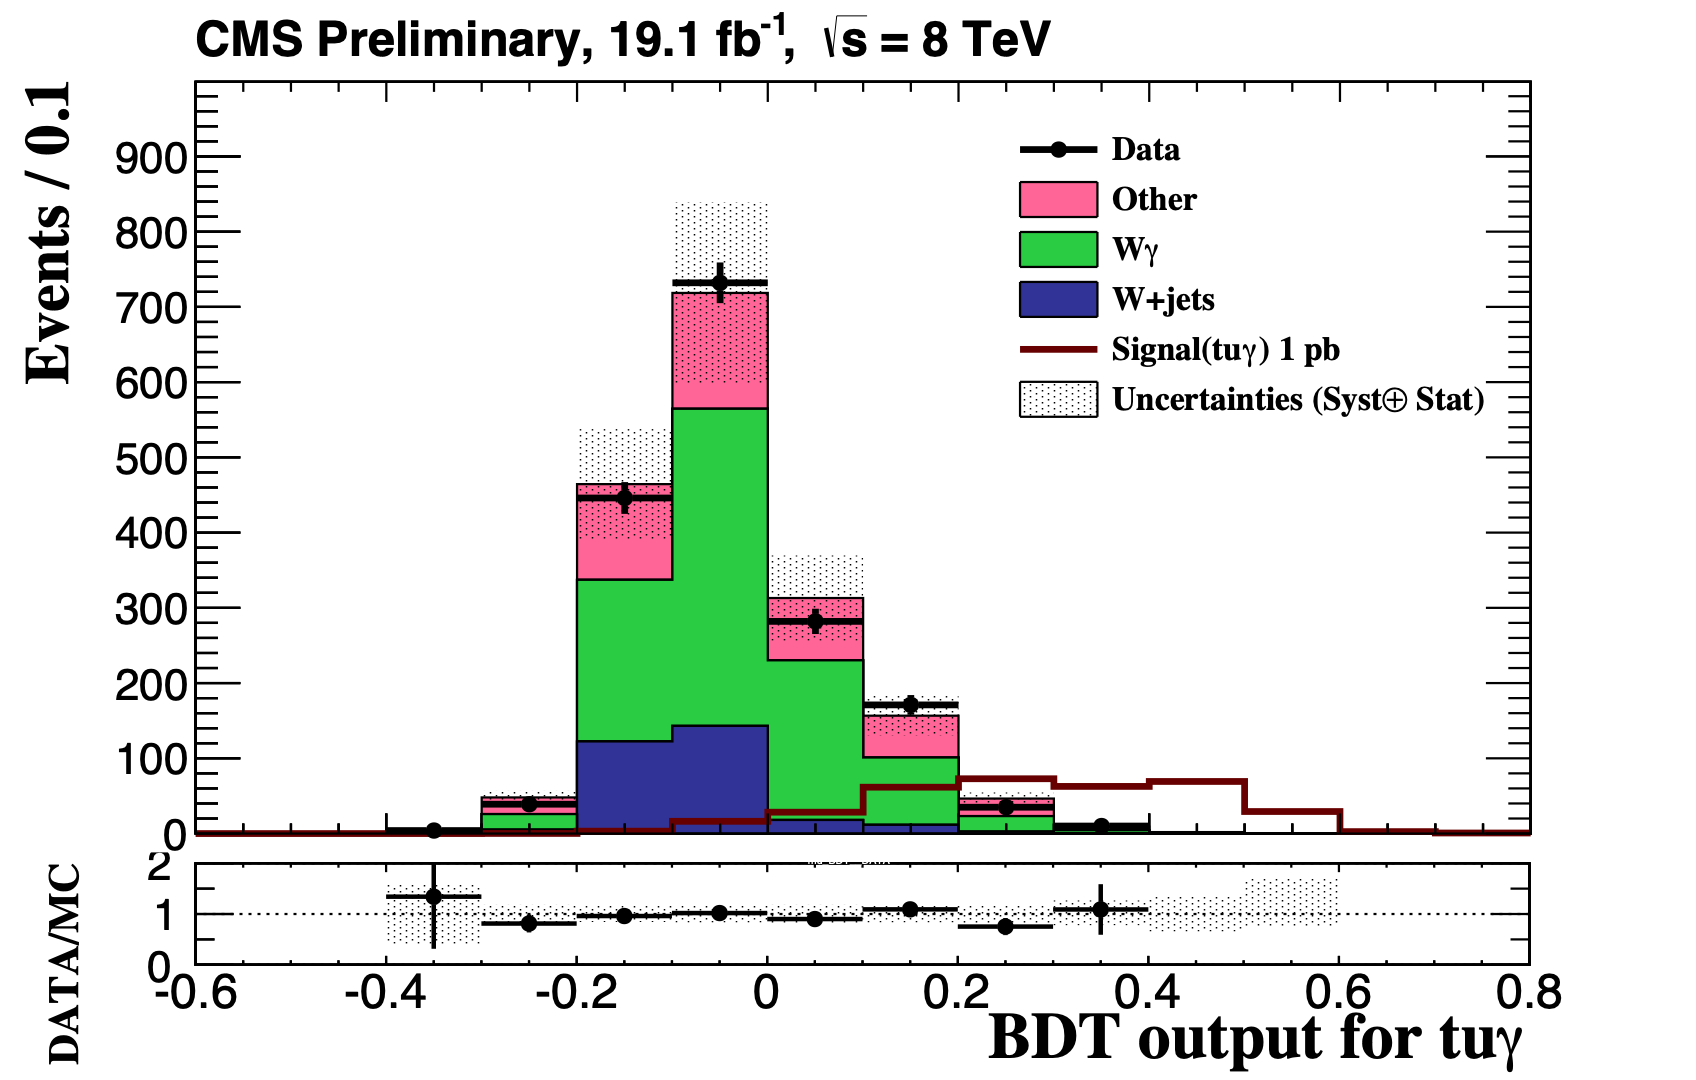 CMS Preliminary, 19.1 fb⁻¹, √s = 8 TeV
Events / 0.1
900
800
700
600
500
400
300
200
100
0
Data
Other
Wγ
W+jets
Signal(tuγ) 1 pb
Uncertainties (Syst⊕ Stat)
DATA/MC
2
1
0
-0.6 -0.4 -0.2 0 0.2 0.4 0.6 0.8
BDT output for tuγ